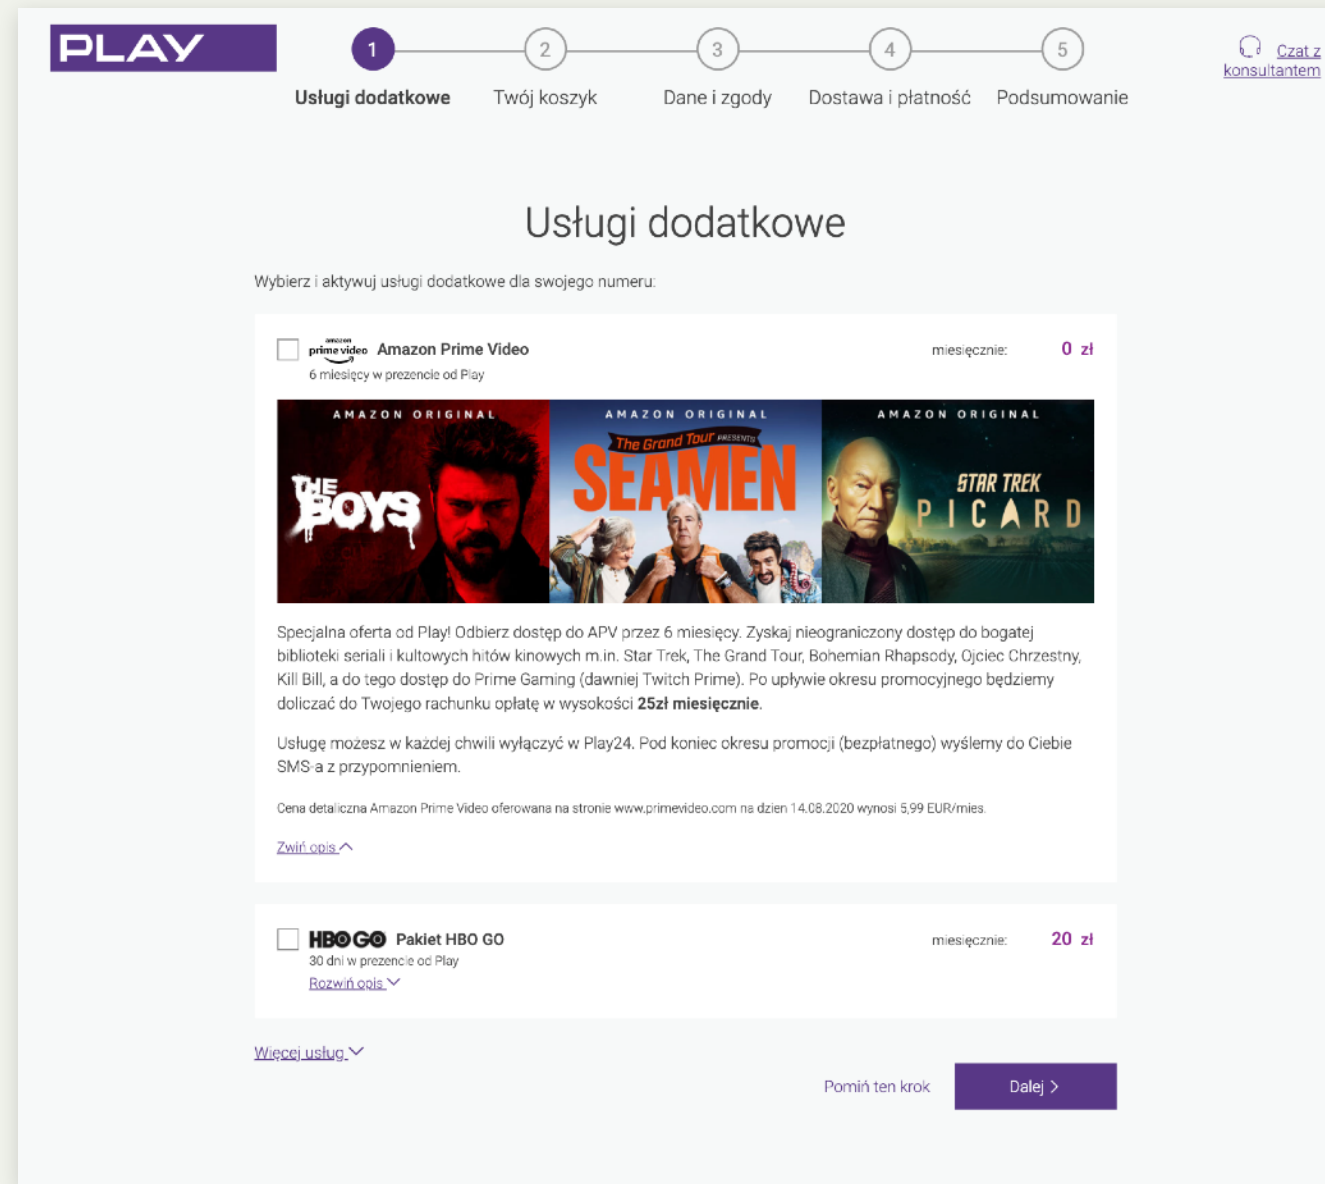 PLAY
1
2
3
4
5
Czat z
konsultantem
Usługi dodatkowe
Twój koszyk
Dane i zgody
Dostawa i płatność
Podsumowanie
Usługi dodatkowe
Wybierz i aktywuj usługi dodatkowe dla swojego numeru:
amazon
prime video
Amazon Prime Video
miesięcznie:
0 zł
6 miesięcy w prezencie od Play
AMAZON ORIGINAL
THE
BOYS
AMAZON ORIGINAL
The Grand Tour PRESENTS
SEAMEN
AMAZON ORIGINAL
STAR TREK
PICARD
Specjalna oferta od Play! Odbierz dostęp do APV przez 6 miesięcy. Zyskaj nieograniczony dostęp do bogatej
biblioteki seriali i kultowych hitów kinowych m.in. Star Trek, The Grand Tour, Bohemian Rhapsody, Ojciec Chrzestny,
Kill Bill, a do tego dostęp do Prime Gaming (dawniej Twitch Prime). Po upływie okresu promocyjnego będziemy
doliczać do Twojego rachunku opłatę w wysokości 25zł miesięcznie.
Usługę możesz w każdej chwili wyłączyć w Play24. Pod koniec okresu promocji (bezpłatnego) wyślemy do Ciebie
SMS-a z przypomnieniem.
Cena detaliczna Amazon Prime Video oferowana na stronie www.primevideo.com na dzien 14.08.2020 wynosi 5,99 EUR/mies.
Zwiń opis
HBO GO
Pakiet HBO GO
miesięcznie:
20 zł
30 dni w prezencie od Play
Rozwiń opis
Więcej usług
Pomiń ten krok
Dalej >